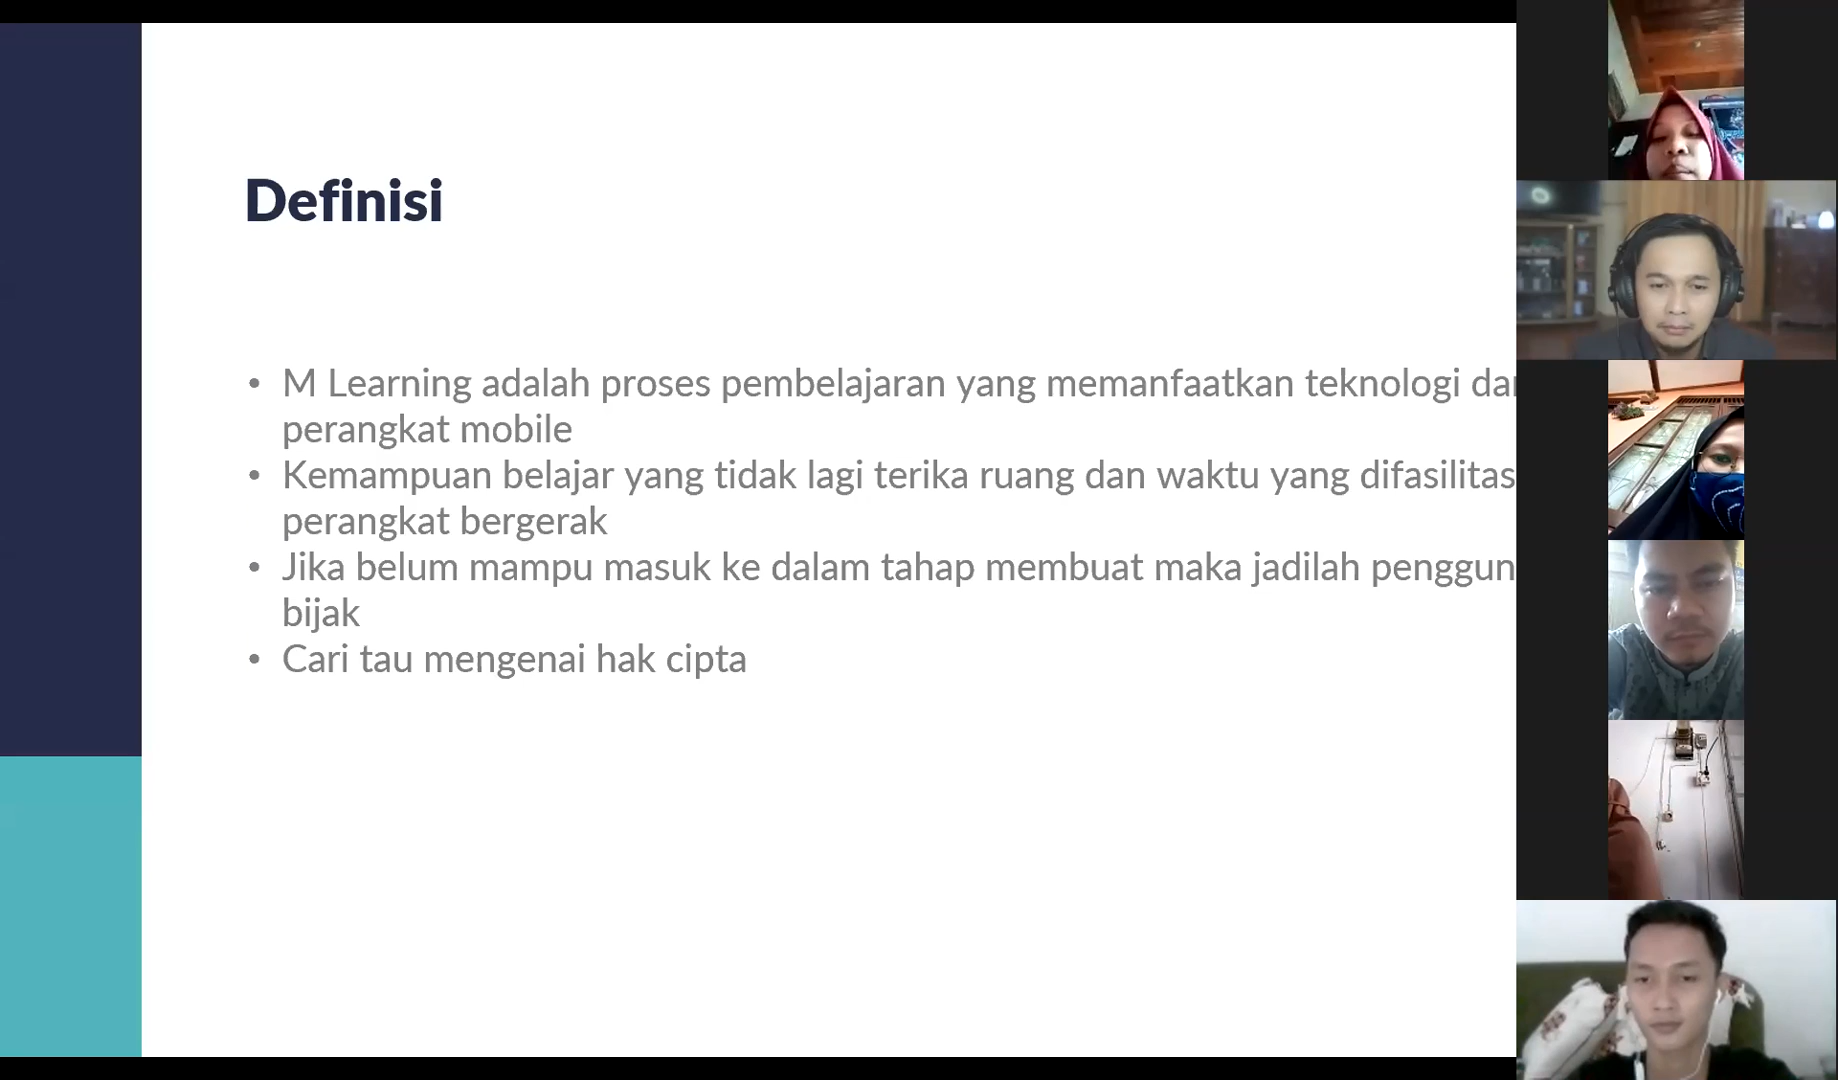 Definisi
• M Learning adalah proses pembelajaran yang memanfaatkan teknologi
perangkat mobile
• Kemampuan belajar yang tidak lagi terika ruang dan waktu yang difasilitas
perangkat bergerak
• Jika belum mampu masuk ke dalam tahap membuat maka jadilah penggun
bijak
• Cari tau mengenai hak cipta